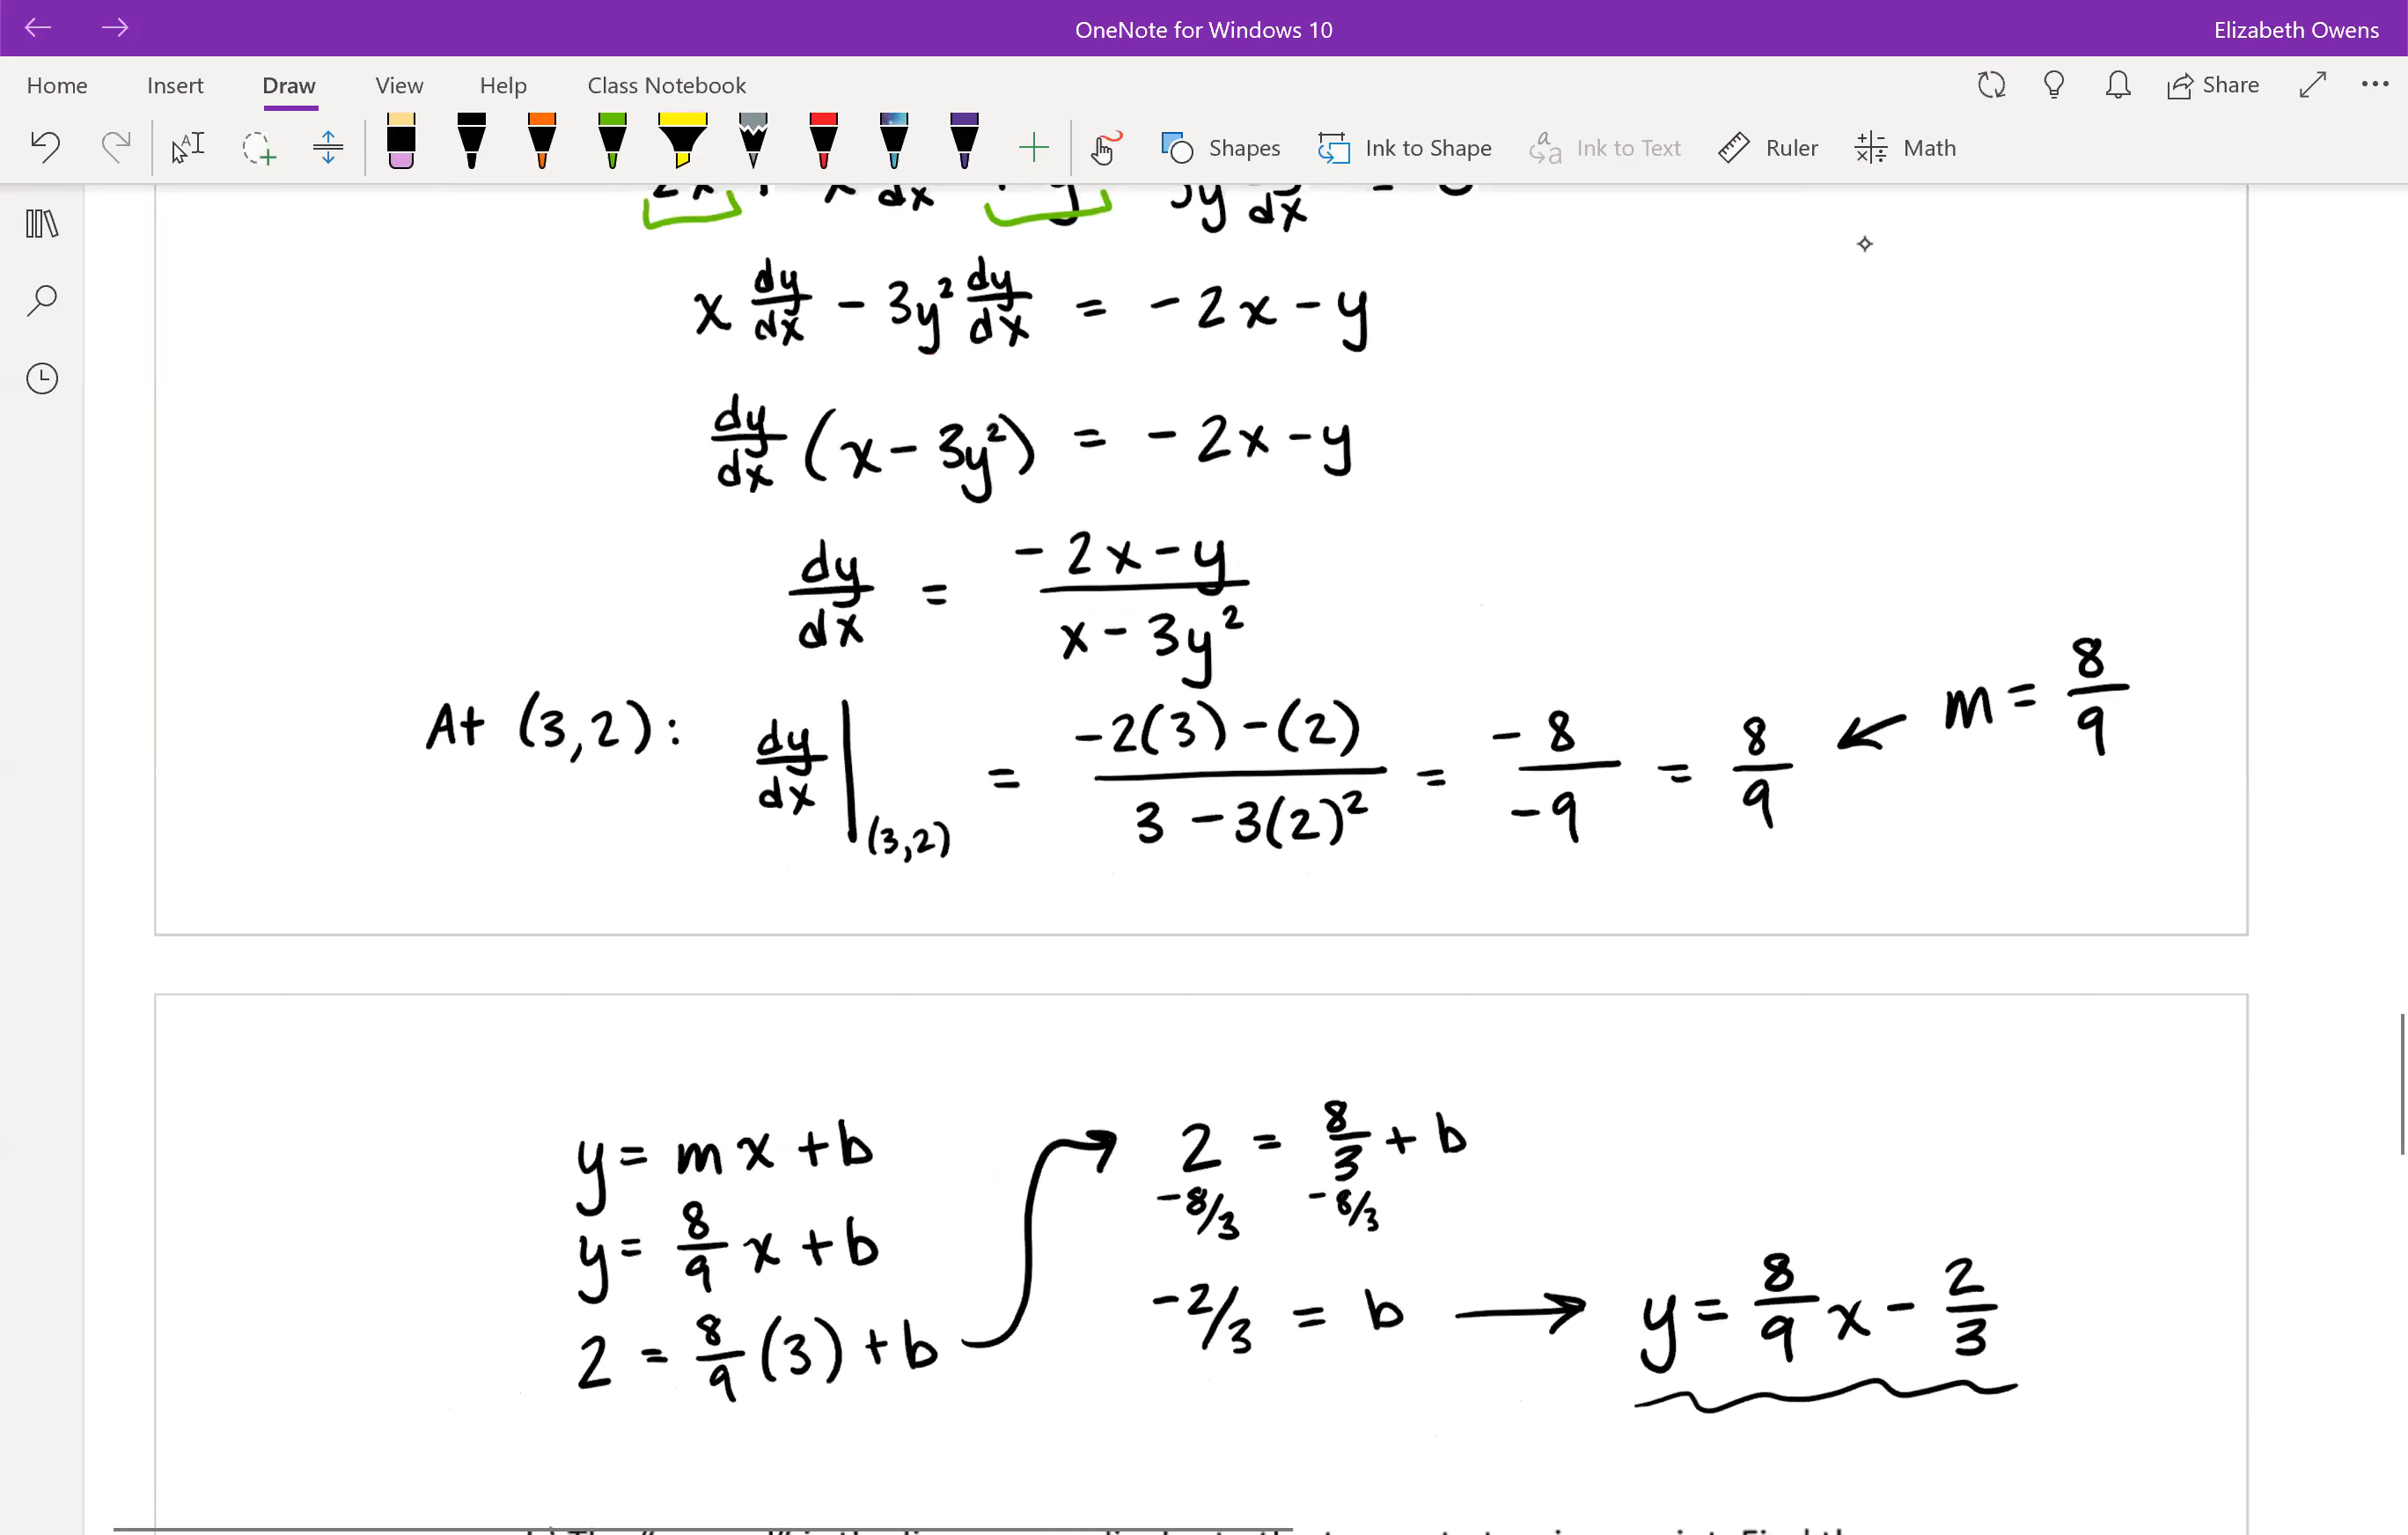 OneNote for Windows 10
Elizabeth Owens
Home Insert Draw View Help Class Notebook Share
Shapes Ink to Shape Ink to Text Ruler Math
x dy/dx - 3y² dy/dx = -2x - y
dy/dx (x - 3y²) = -2x - y
dy/dx = (-2x - y)/(x - 3y²)
At (3,2): dy/dx |(3,2) = (-2(3) - (2))/(3 - 3(2)²) = -8/-9 = 8/9 ← m = 8/9
y = mx + b
y = 8/9 x + b
2 = 8/9 (3) + b
2 = 8/3 + b
-8/3 -8/3
-2/3 = b → y = 8/9 x - 2/3